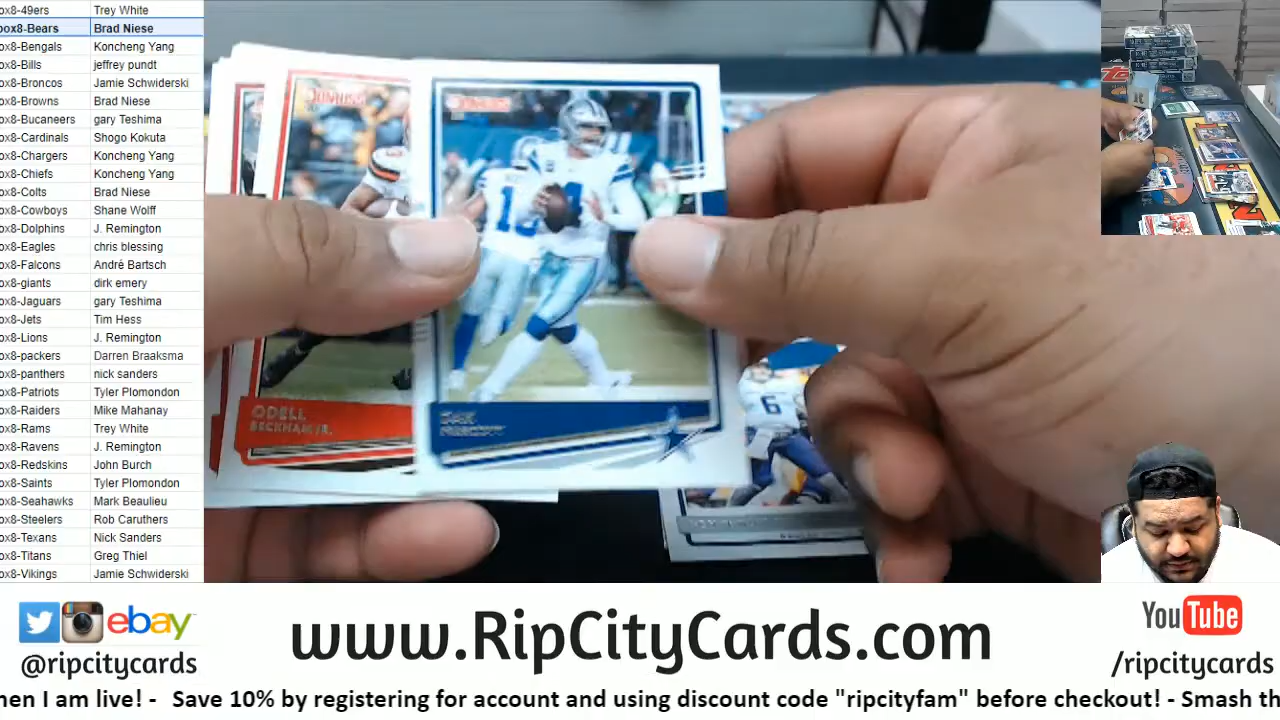 ox8-49ers Trey White
box8-Bears Brad Niese
ox8-Bengals Koncheng Yang
ox8-Bills jeffrey pundt
ox8-Broncos Jamie Schwiderski
ox8-Browns Brad Niese
ox8-Bucaneers gary Teshima
ox8-Cardinals Shogo Kokuta
ox8-Chargers Koncheng Yang
ox8-Chiefs Koncheng Yang
ox8-Colts Brad Niese
ox8-Cowboys Shane Wolff
ox8-Dolphins J. Remington
ox8-Eagles chris blessing
ox8-Falcons André Bartsch
ox8-giants dirk emery
ox8-Jaguars gary Teshima
ox8-Jets Tim Hess
ox8-Lions J. Remington
ox8-packers Darren Braaksma
ox8-panthers nick sanders
ox8-Patriots Tyler Plomondon
ox8-Raiders Mike Mahanay
ox8-Rams Trey White
ox8-Ravens J. Remington
ox8-Redskins John Burch
ox8-Saints Tyler Plomondon
ox8-Seahawks Mark Beaulieu
ox8-Steelers Rob Caruthers
ox8-Texans Nick Sanders
ox8-Titans Greg Thiel
ox8-Vikings Jamie Schwiderski
DONRUSS
DONRUSS
ODELL
BECKHAM JR.
DAK
PRESCOTT
6
ebay
@ripcitycards
www.RipCityCards.com
YouTube
/ripcitycards
hen I am live! - Save 10% by registering for account and using discount code "ripcityfam" before checkout! - Smash th